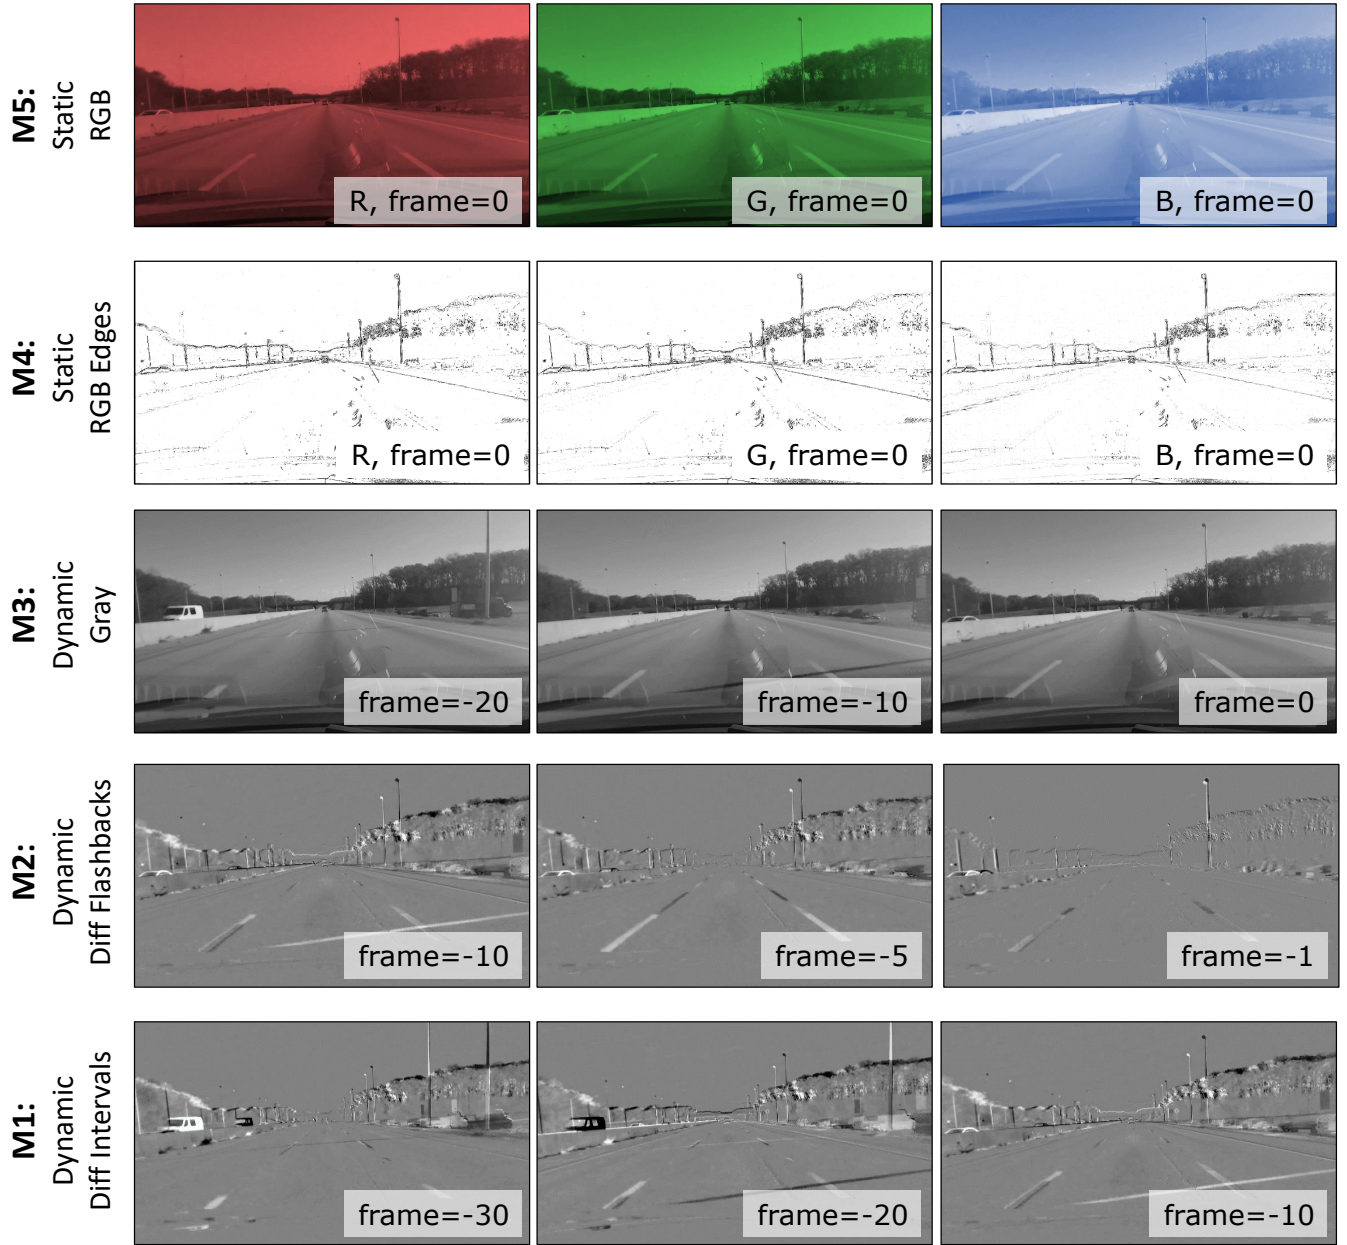 M5:
Static
RGB
R, frame=0
G, frame=0
B, frame=0
M4:
Static
RGB Edges
R, frame=0
G, frame=0
B, frame=0
M3:
Dynamic
Gray
frame=-20
frame=-10
frame=0
M2:
Dynamic
Diff Flashbacks
frame=-10
frame=-5
frame=-1
M1:
Dynamic
Diff Intervals
frame=-30
frame=-20
frame=-10